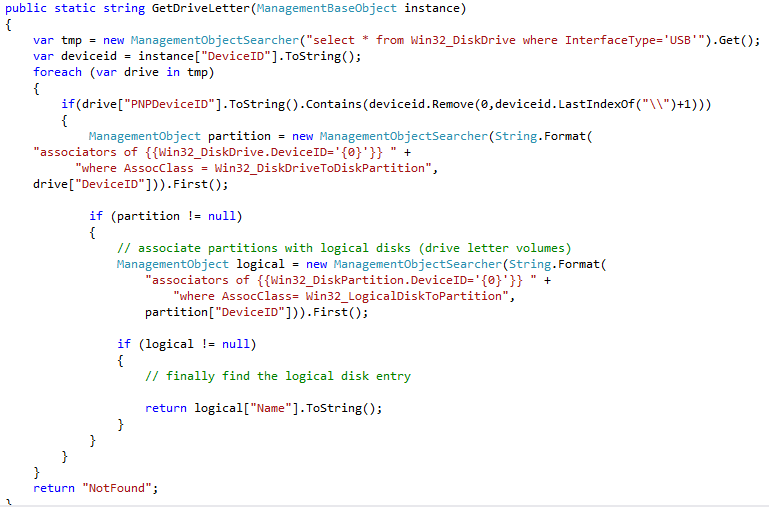 public static string GetDriveLetter(ManagementBaseObject instance)
{
    var tmp = new ManagementObjectSearcher("select * from Win32_DiskDrive where InterfaceType='USB'").Get();
    var deviceid = instance["DeviceID"].ToString();
    foreach (var drive in tmp)
    {
        if(drive["PNPDeviceID"].ToString().Contains(deviceid.Remove(0,deviceid.LastIndexOf("\\")+1)))
        {
            ManagementObject partition = new ManagementObjectSearcher(String.Format(
    "associators of {{Win32_DiskDrive.DeviceID='{0}'}} " +
          "where AssocClass = Win32_DiskDriveToDiskPartition",
    drive["DeviceID"])).First();
            if (partition != null)
            {
                // associate partitions with logical disks (drive letter volumes)
                ManagementObject logical = new ManagementObjectSearcher(String.Format(
                    "associators of {{Win32_DiskPartition.DeviceID='{0}'}} " +
                        "where AssocClass= Win32_LogicalDiskToPartition",
                    partition["DeviceID"])).First();
                if (logical != null)
                {
                    // finally find the logical disk entry
                    return logical["Name"].ToString();
                }
            }
        }
    }
    return "NotFound";
}